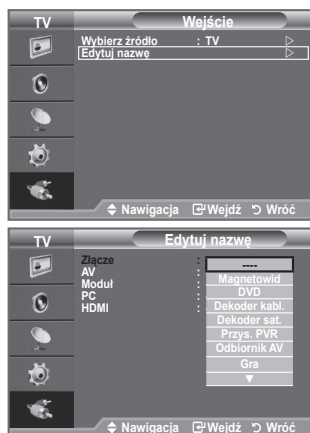 TV Wejście
Wybierz źródło : TV ▷
Edytuj nazwę ▷
Nawigacja Wejdź Wróć
TV Edytuj nazwę
Złącze : ----
AV : Magnetowid
Moduł : DVD
PC : Dekoder kabl.
HDMI : Dekoder sat.
Przys. PVR
Odbiornik AV
Gra
▼
Nawigacja Wejdź Wróć